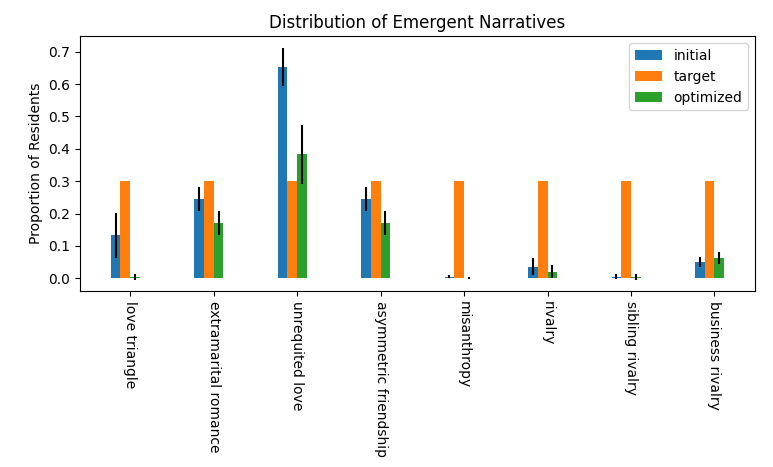 Distribution of Emergent Narratives
Proportion of Residents
0.7
0.6
0.5
0.4
0.3
0.2
0.1
0.0
initial
target
optimized
love triangle
extramarital romance
unrequited love
asymmetric friendship
misanthropy
rivalry
sibling rivalry
business rivalry